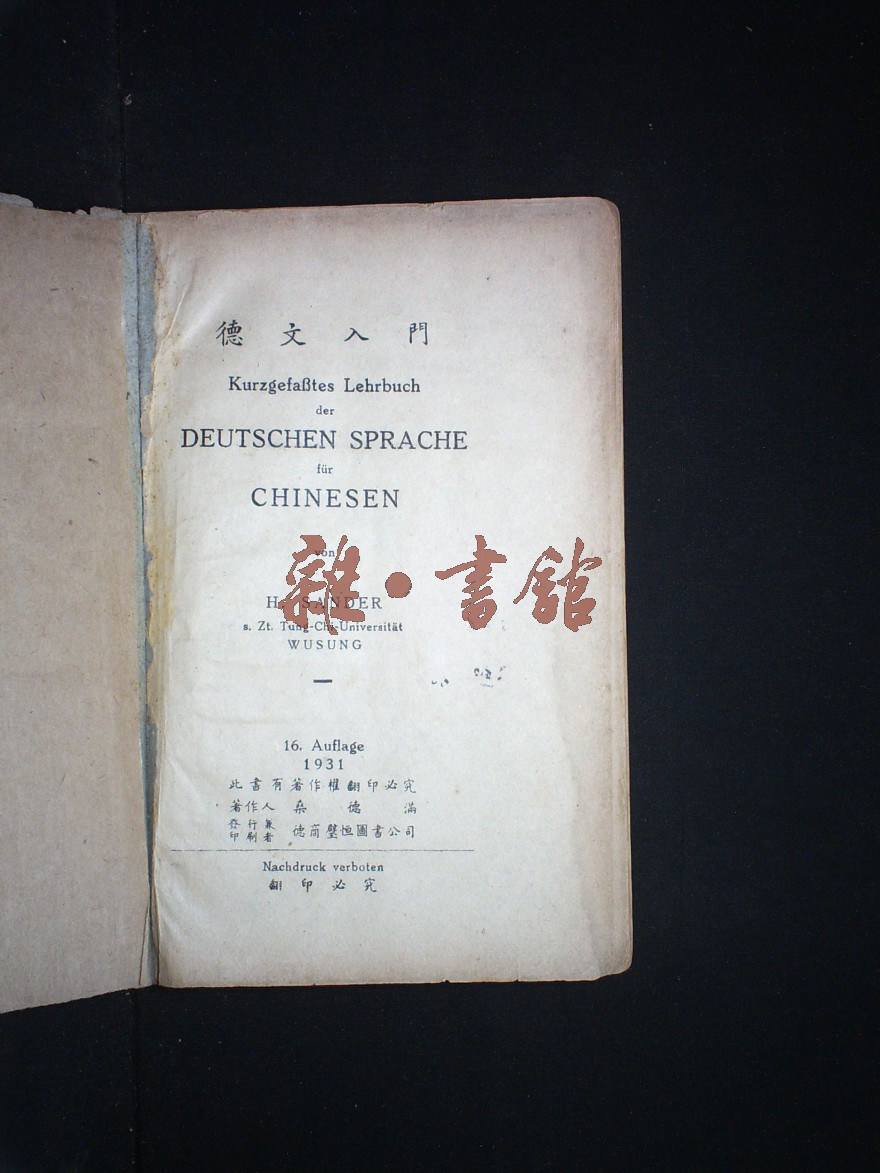 德文入門
Kurzgefaßtes Lehrbuch
der
DEUTSCHEN SPRACHE
für
CHINESEN
von
雜·書館
H. SANDER
s. Zt. Tung-Chi-Universität
WUSUNG
16. Auflage
1931
此書有著作權翻印必究
著作人 桑德滿
發行兼印刷者 德商壁恒圖書公司
Nachdruck verboten
翻印必究